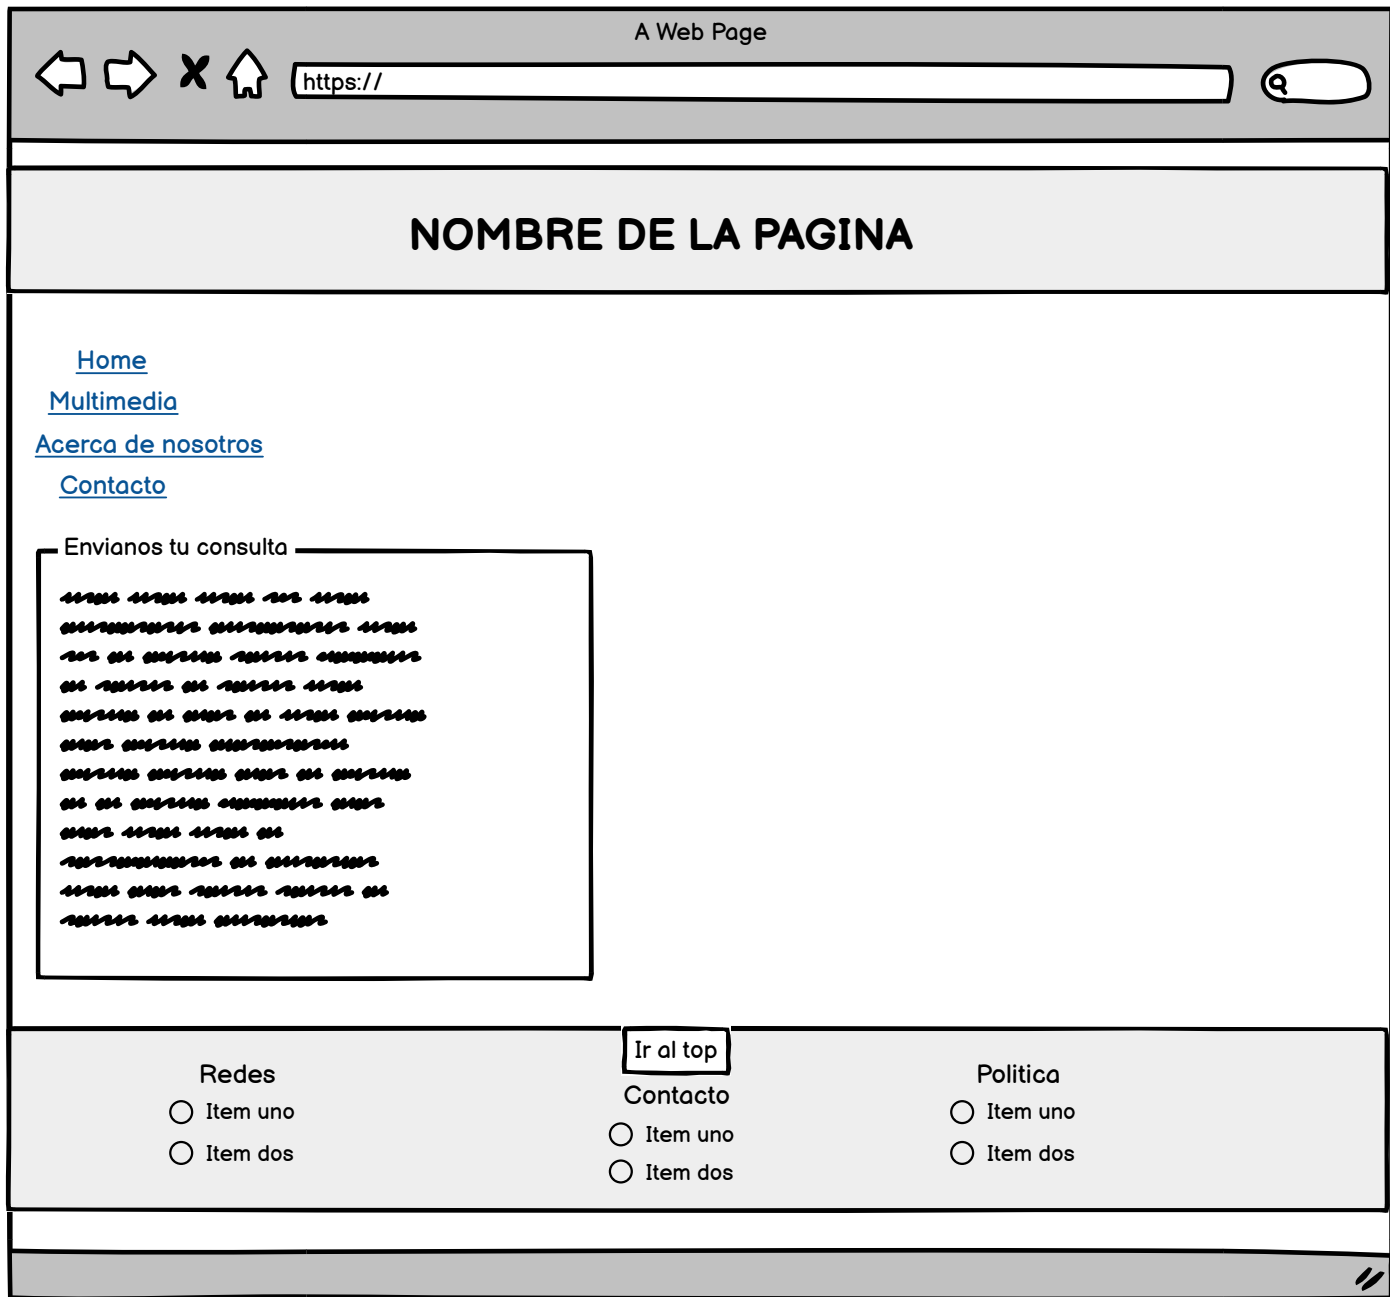 A Web Page
https://
NOMBRE DE LA PAGINA
Home
Multimedia
Acerca de nosotros
Contacto
Envianos tu consulta
Ir al top
Redes
Item uno
Item dos
Contacto
Item uno
Item dos
Politica
Item uno
Item dos